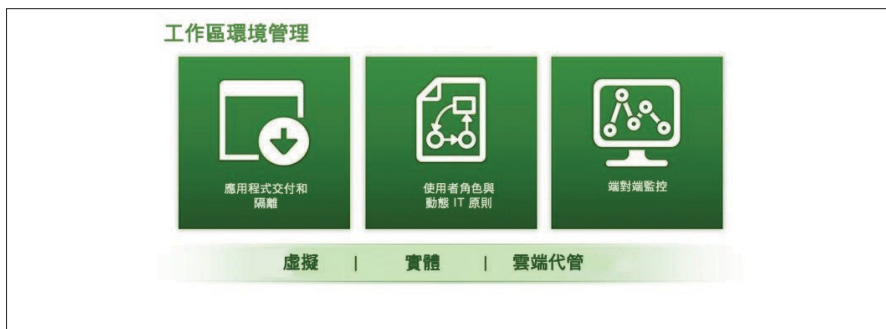 工作區環境管理
應用程式交付和
隔離
使用者角色與
動態 IT 原則
端對端監控
虛擬 | 實體 | 雲端代管